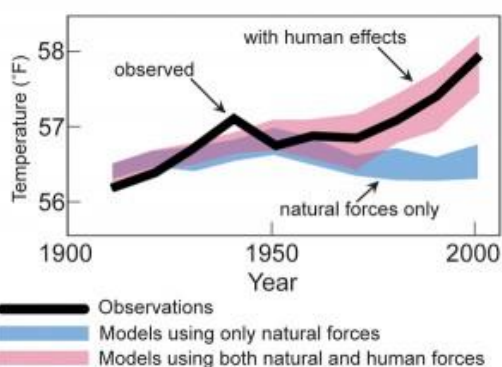 58
with human effects
observed
Temperature (°F)
57
56
natural forces only
1900
1950
2000
Year
Observations
Models using only natural forces
Models using both natural and human forces